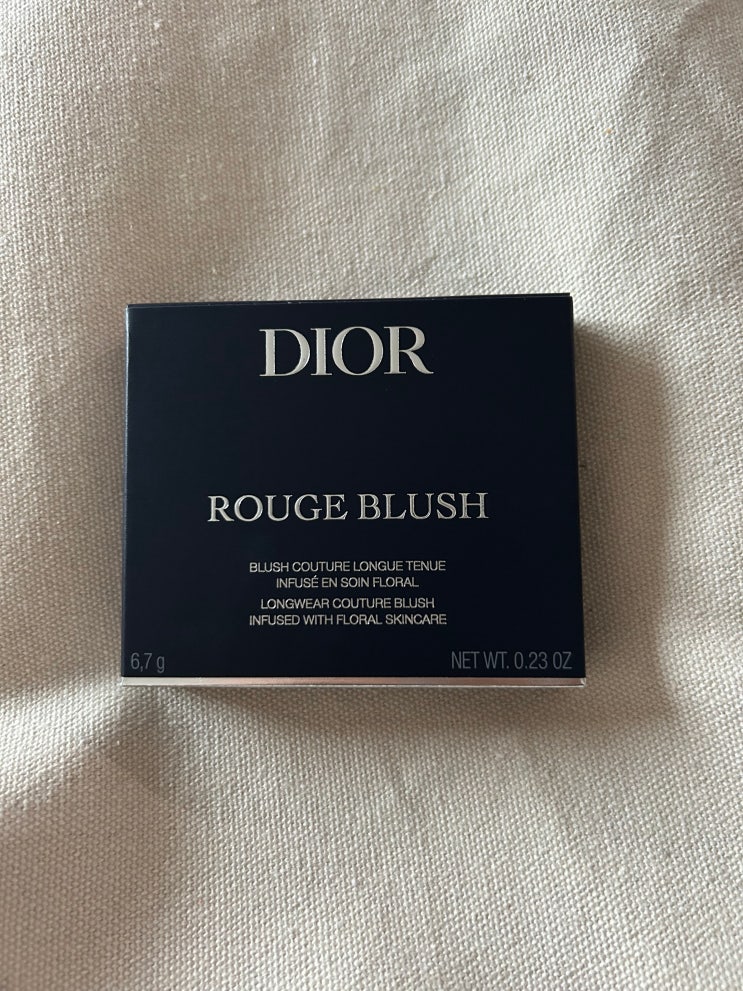 DIOR
ROUGE BLUSH
BLUSH COUTURE LONGUE TENUE
INFUSÉ EN SOIN FLORAL
LONGWEAR COUTURE BLUSH
INFUSED WITH FLORAL SKINCARE
6,7 g NET WT. 0.23 OZ